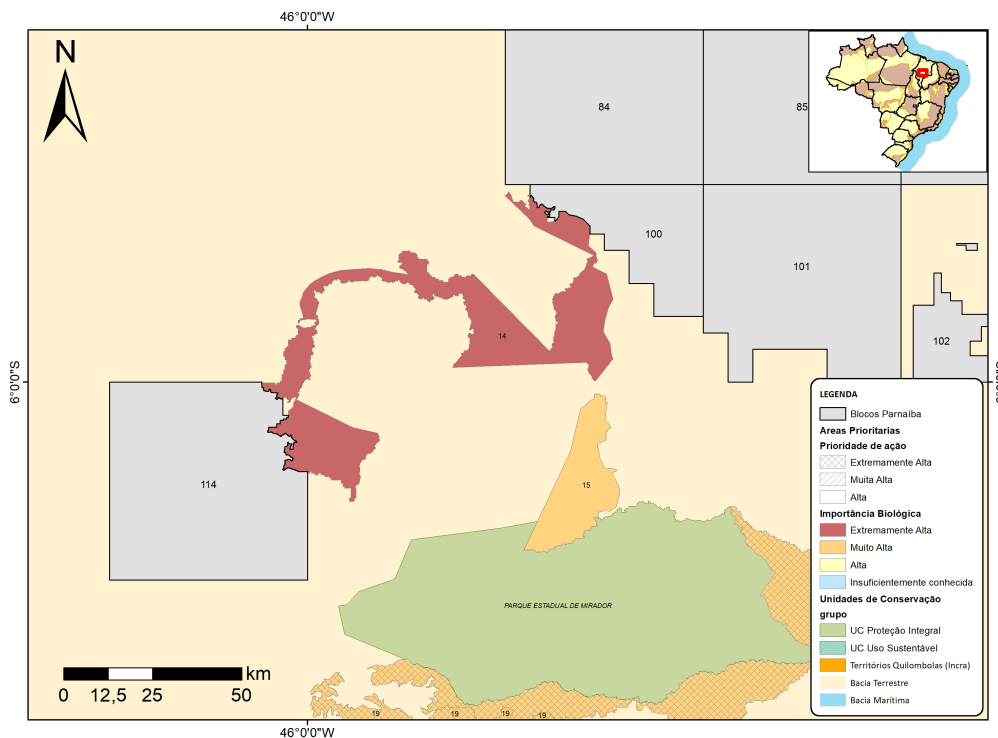 46°0'0"W
N
84
85
100
101
102
14
6°0'0"S
114
15
PARQUE ESTADUAL DE MIRADOR
19
19
19
19
km
0
12,5
25
50
46°0'0"W
LEGENDA
Blocos Parnaíba
Areas Prioritarias
Prioridade de ação
Extremamente Alta
Muita Alta
Alta
Importância Biológica
Extremamente Alta
Muito Alta
Alta
Insuficientemente conhecida
Unidades de Conservação
grupo
UC Proteção Integral
UC Uso Sustentável
Territórios Quilombolas (Incra)
Bacia Terrestre
Bacia Marítima